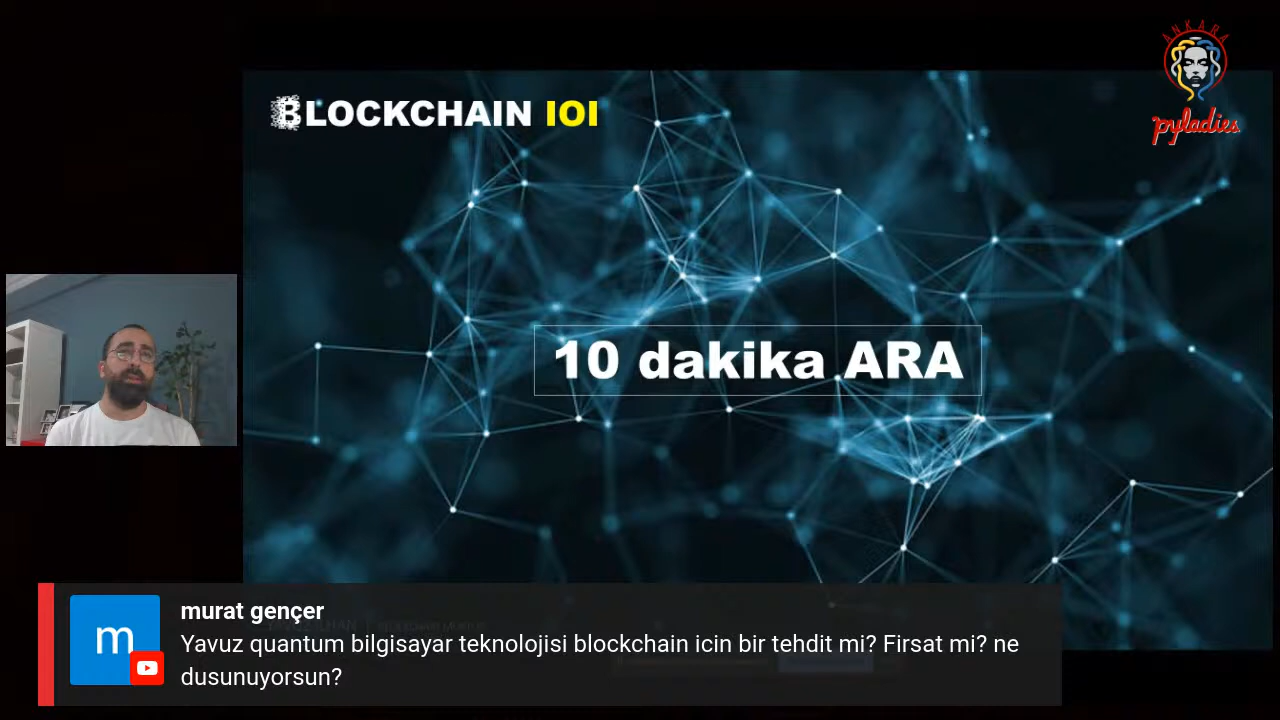 ANKARA
pyladies
BLOCKCHAIN IOI
10 dakika ARA
m
murat gençer
Yavuz quantum bilgisayar teknolojisi blockchain icin bir tehdit mi? Firsat mi? ne
dusunuyorsun?